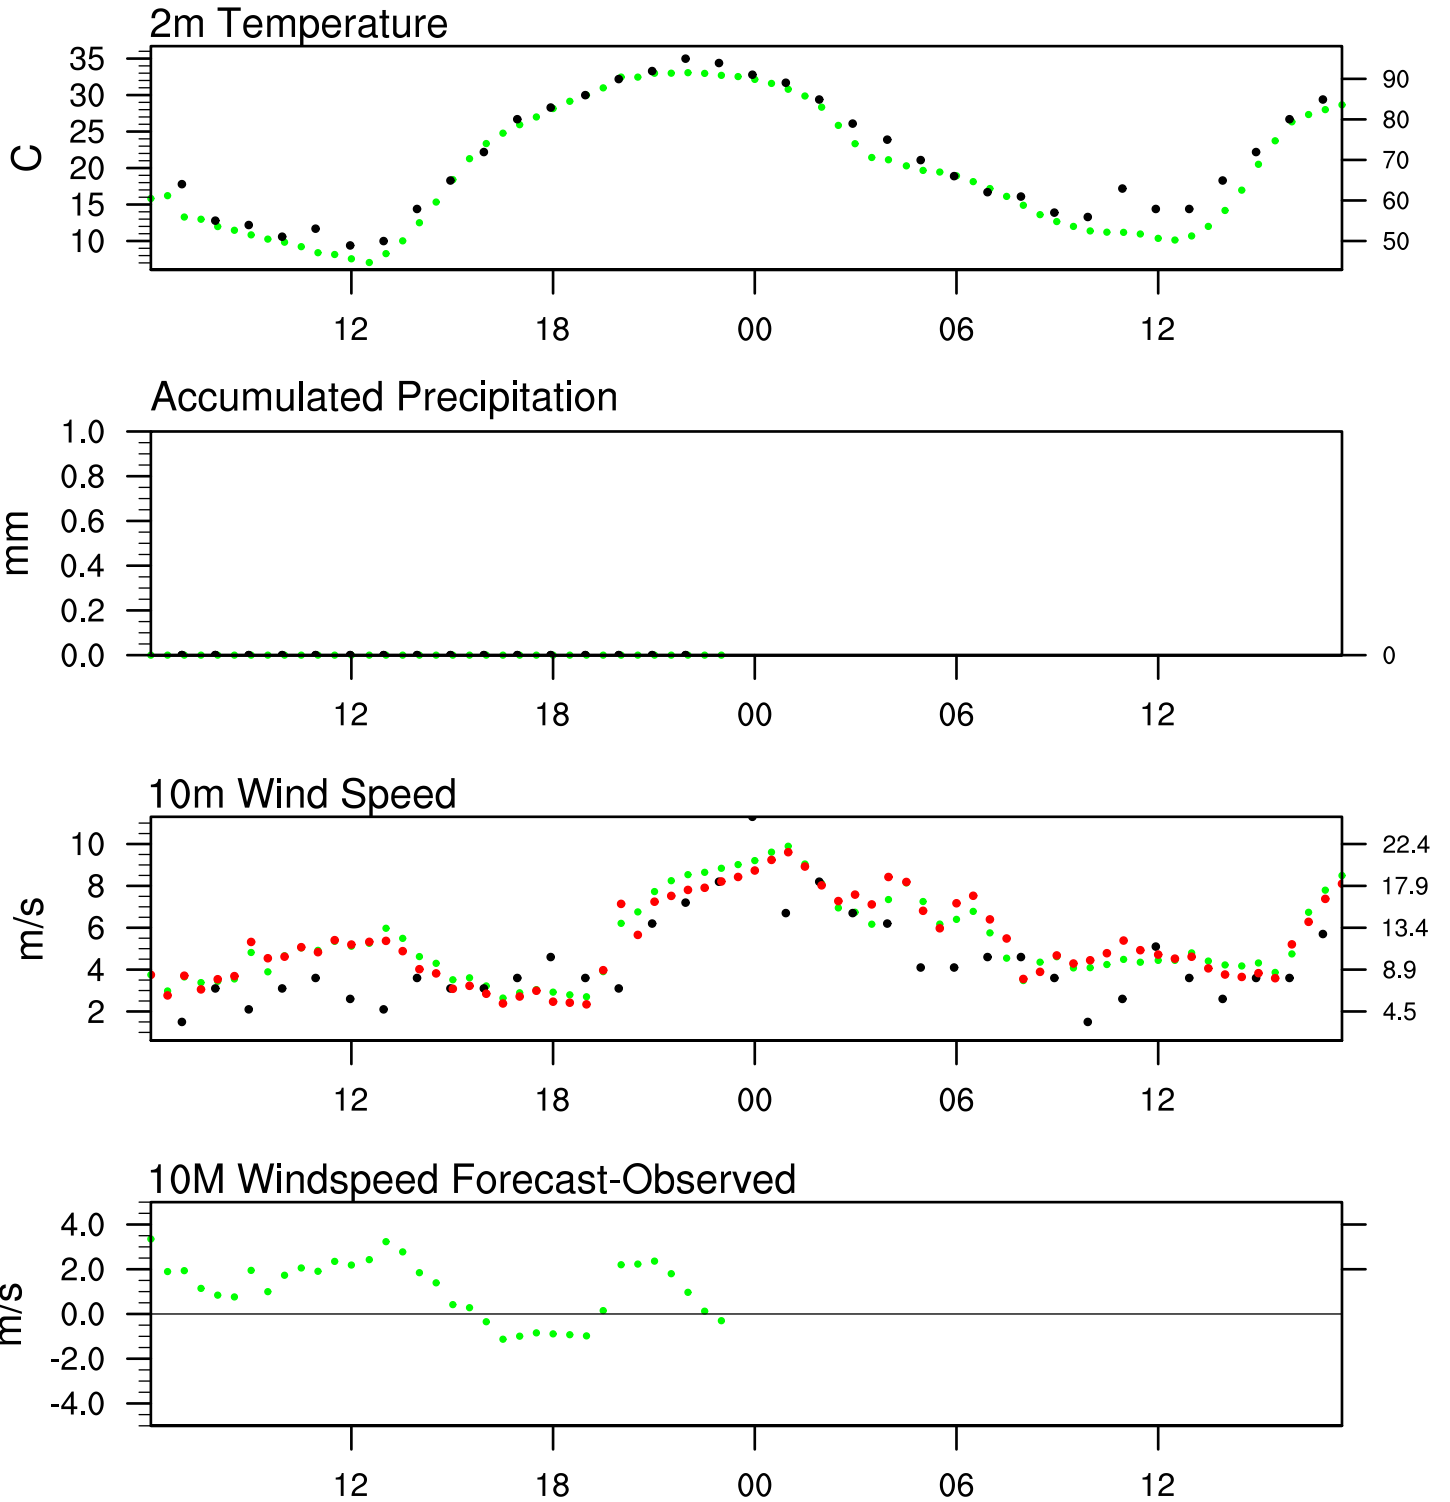 2m Temperature
C
35
30
25
20
15
10
90
80
70
60
50
12 18 00 06 12
Accumulated Precipitation
mm
1.0
0.8
0.6
0.4
0.2
0.0
0
12 18 00 06 12
10m Wind Speed
m/s
10
8
6
4
2
22.4
17.9
13.4
8.9
4.5
12 18 00 06 12
10M Windspeed Forecast-Observed
m/s
4.0
2.0
0.0
-2.0
-4.0
12 18 00 06 12